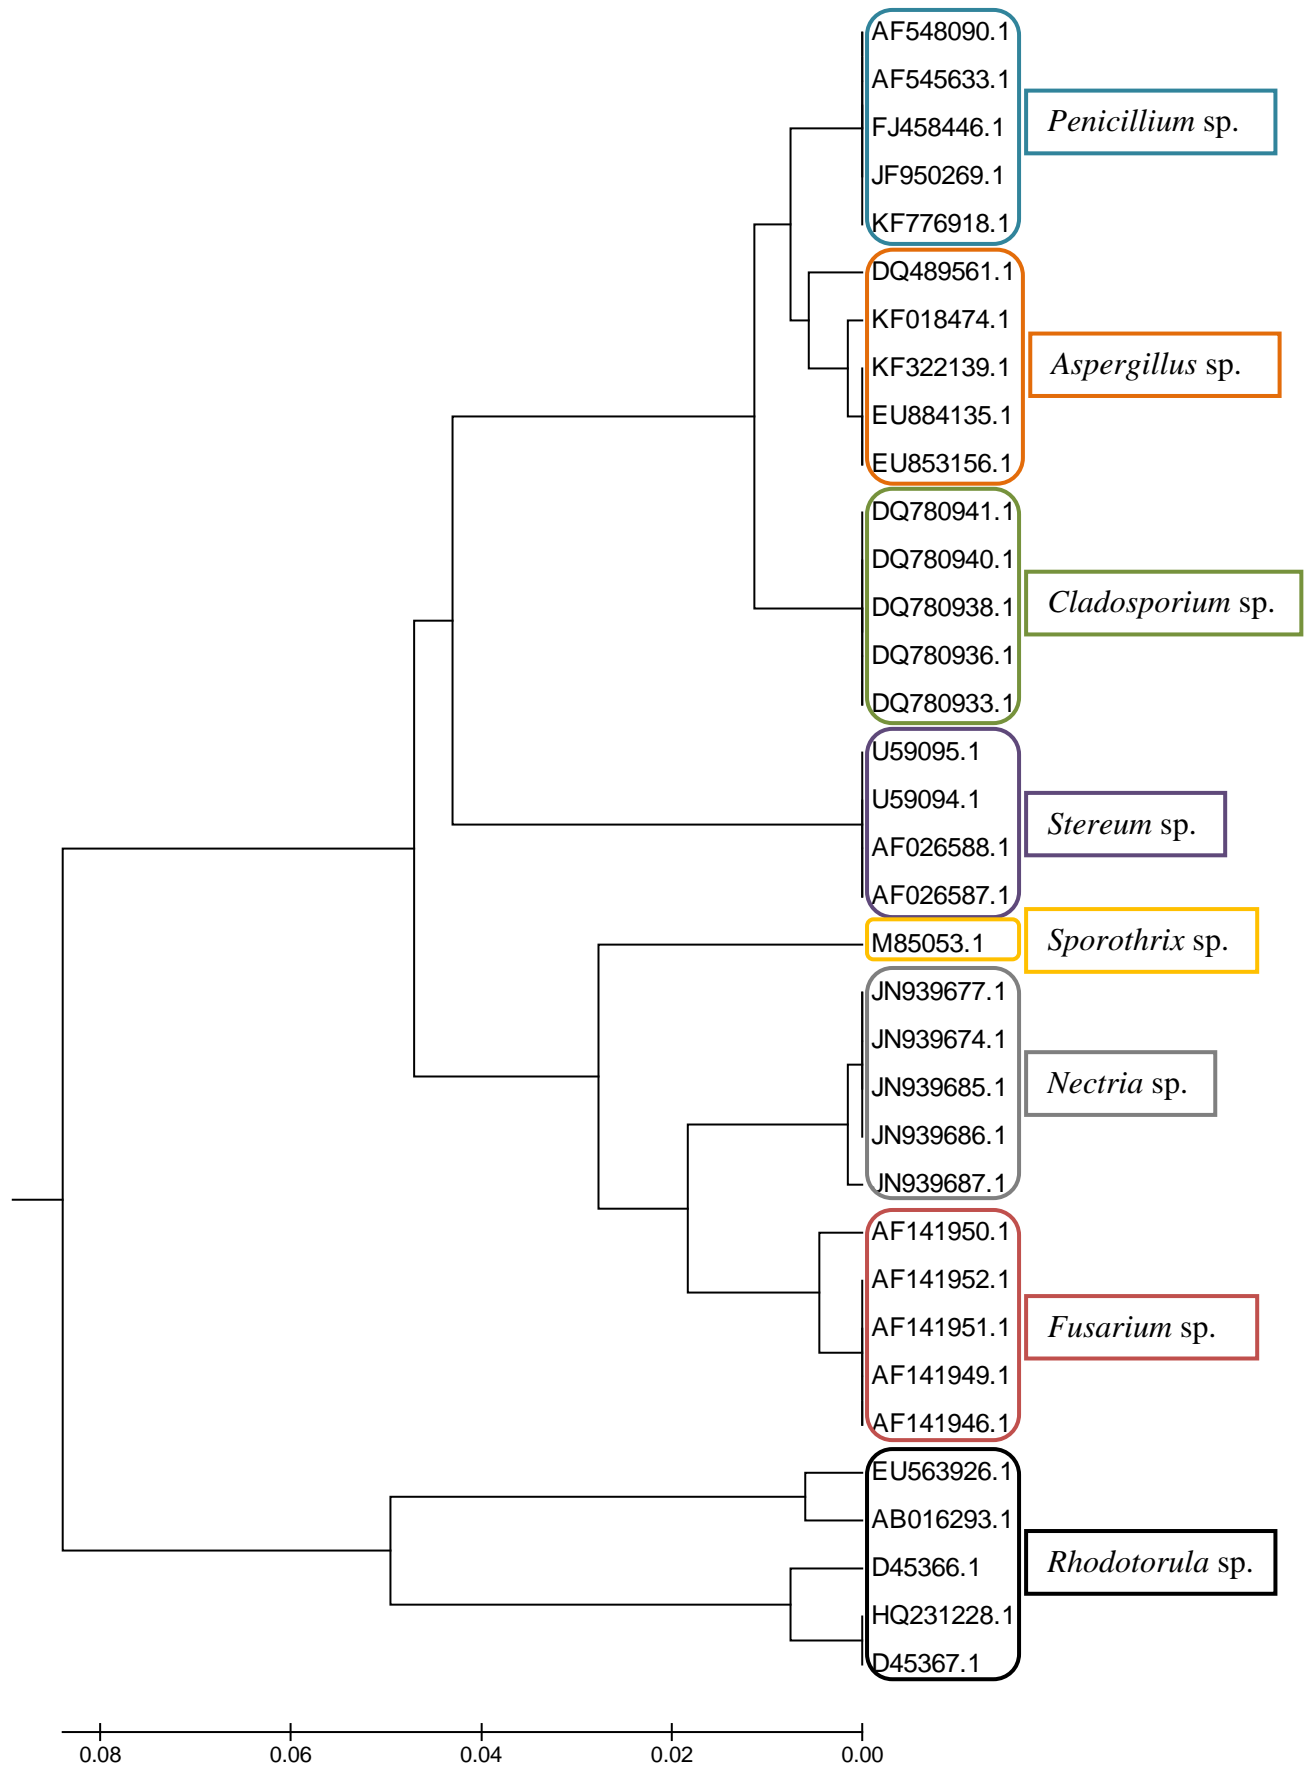 AF548090.1
AF545633.1
FJ458446.1
JF950269.1
KF776918.1
Penicillium sp.
DQ489561.1
KF018474.1
KF322139.1
EU884135.1
EU853156.1
Aspergillus sp.
DQ780941.1
DQ780940.1
DQ780938.1
DQ780936.1
DQ780933.1
Cladosporium sp.
U59095.1
U59094.1
AF026588.1
AF026587.1
Stereum sp.
M85053.1
Sporothrix sp.
JN939677.1
JN939674.1
JN939685.1
JN939686.1
JN939687.1
Nectria sp.
AF141950.1
AF141952.1
AF141951.1
AF141949.1
AF141946.1
Fusarium sp.
EU563926.1
AB016293.1
D45366.1
HQ231228.1
D45367.1
Rhodotorula sp.
0.08 0.06 0.04 0.02 0.00